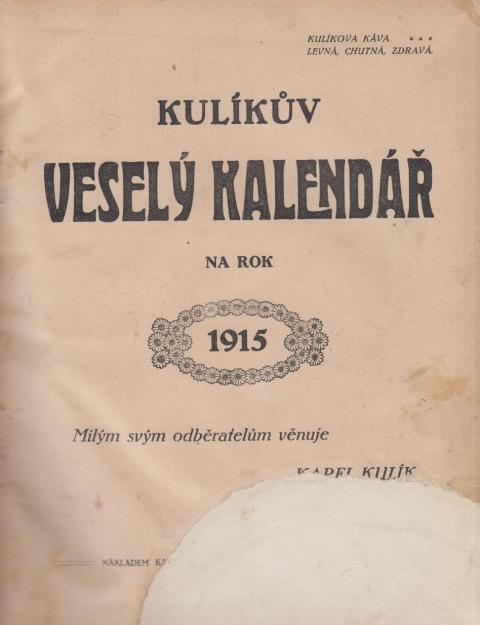 KULÍKOVA KÁVA. * * *
LEVNÁ, CHUTNÁ, ZDRAVÁ.
KULÍKŮV
VESELÝ KALENDÁŘ
NA ROK
1915
Milým svým odběratelům věnuje
KAREL KULÍK
NÁKLADEM